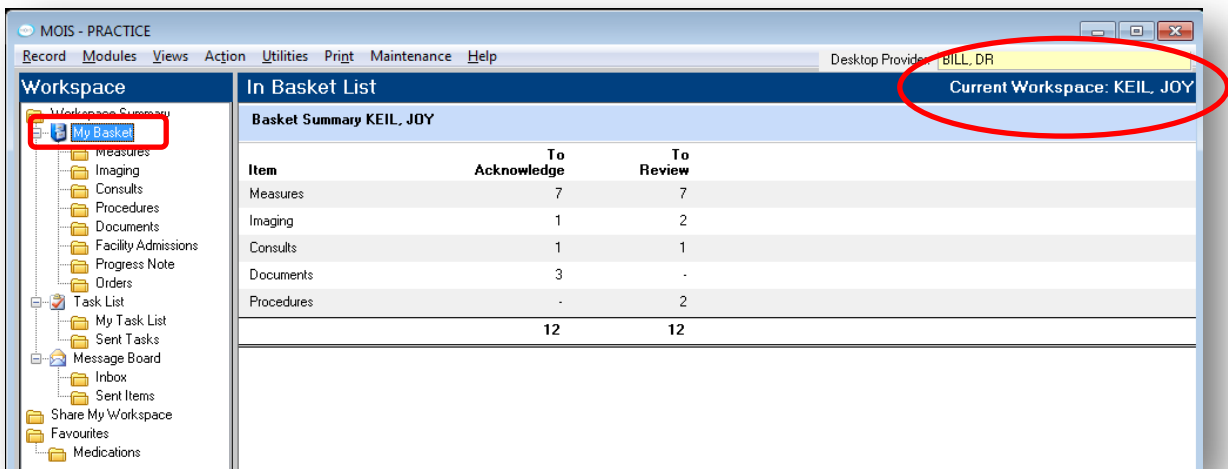 MOIS - PRACTICE
Record Modules Views Action Utilities Print Maintenance Help
Desktop Provider: BILL, DR
Workspace
In Basket List
Current Workspace: KEIL, JOY
Workspace Summary
My Basket
Measures
Imaging
Consults
Procedures
Documents
Facility Admissions
Progress Note
Orders
Task List
My Task List
Sent Tasks
Message Board
Inbox
Sent Items
Share My Workspace
Favourites
Medications
Basket Summary KEIL, JOY
Item To Acknowledge To Review
Measures 7 7
Imaging 1 2
Consults 1 1
Documents 3 -
Procedures - 2
12 12